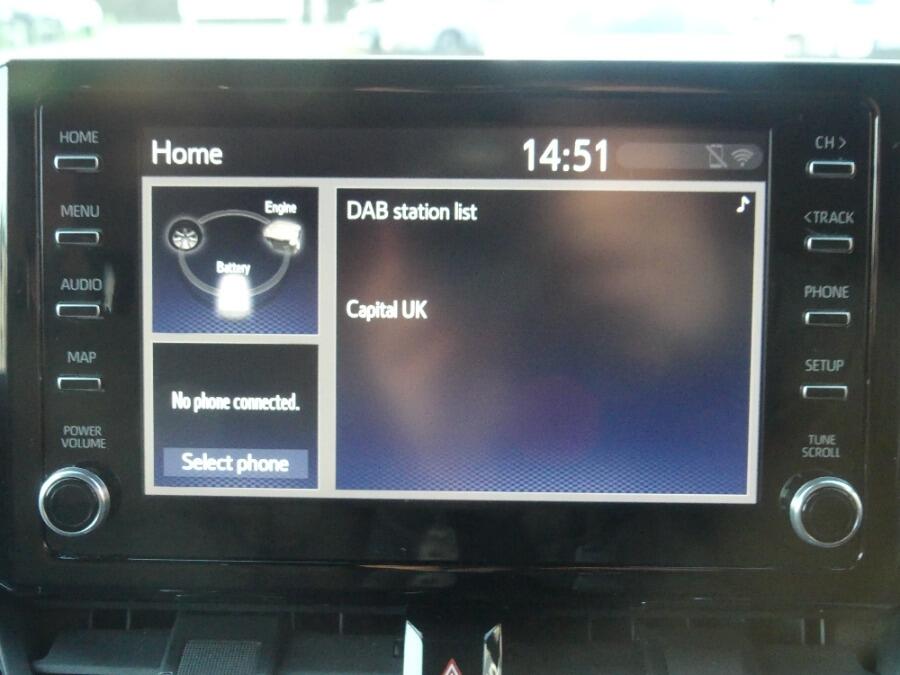 HOME
MENU
AUDIO
MAP
POWER
VOLUME
Home
14:51
Engine
Battery
No phone connected.
Select phone
DAB station list
Capital UK
CH >
<TRACK
PHONE
SETUP
TUNE
SCROLL